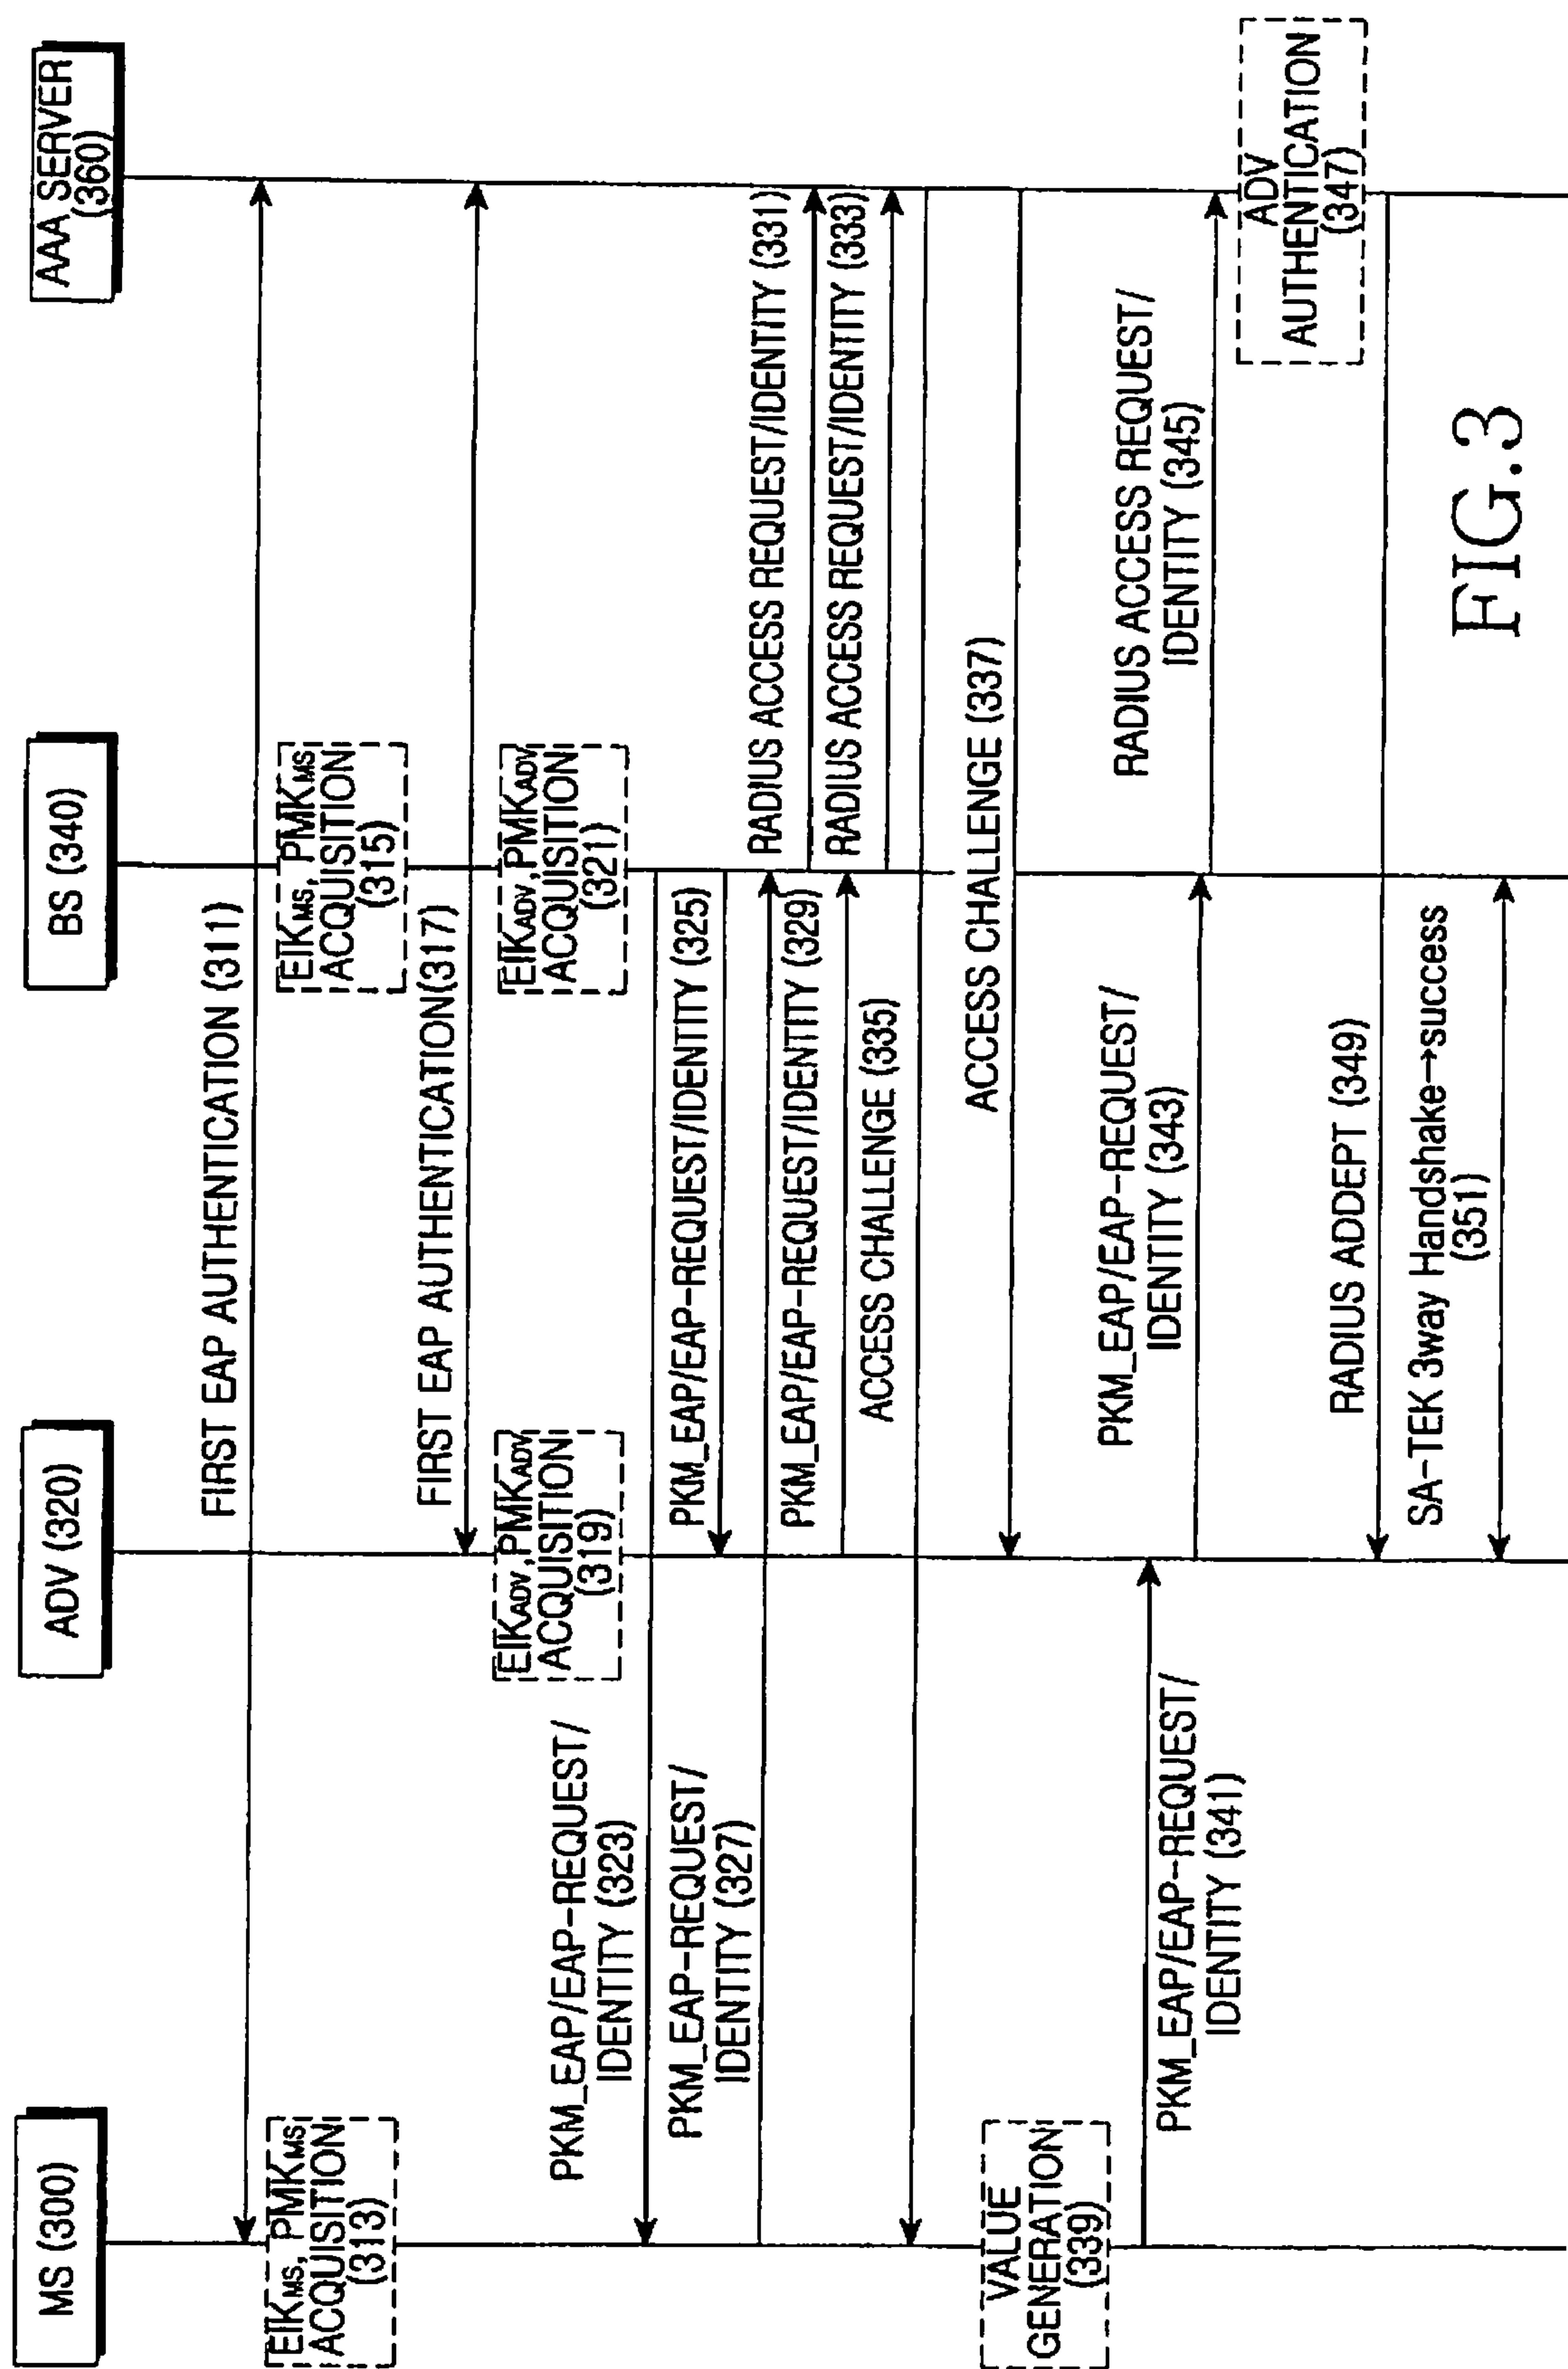 MS (300)
ADV (320)
BS (340)
AAA SERVER
(360)
FIRST EAP AUTHENTICATION (311)
EIKMS, PMKMS
ACQUISITION
(313)
EIKMS, PMKMS
ACQUISITION
(315)
FIRST EAP AUTHENTICATION(317)
EIKADV,PMKADV
ACQUISITION
(319)
EIKADV,PMKADV
ACQUISITION
(321)
PKM_EAP/EAP-REQUEST/
IDENTITY (323)
PKM_EAP/EAP-REQUEST/IDENTITY (325)
PKM_EAP/EAP-REQUEST/
IDENTITY (327)
PKM_EAP/EAP-REQUEST/IDENTITY (329)
RADIUS ACCESS REQUEST/IDENTITY (331)
RADIUS ACCESS REQUEST/IDENTITY (333)
ACCESS CHALLENGE (335)
ACCESS CHALLENGE (337)
VALUE
GENERATION
(339)
PKM_EAP/EAP-REQUEST/
IDENTITY (341)
PKM_EAP/EAP-REQUEST/
IDENTITY (343)
RADIUS ACCESS REQUEST/
IDENTITY (345)
ADV
AUTHENTICATION
(347)
RADIUS ADDEPT (349)
SA-TEK 3way Handshake→success
(351)
FIG.3